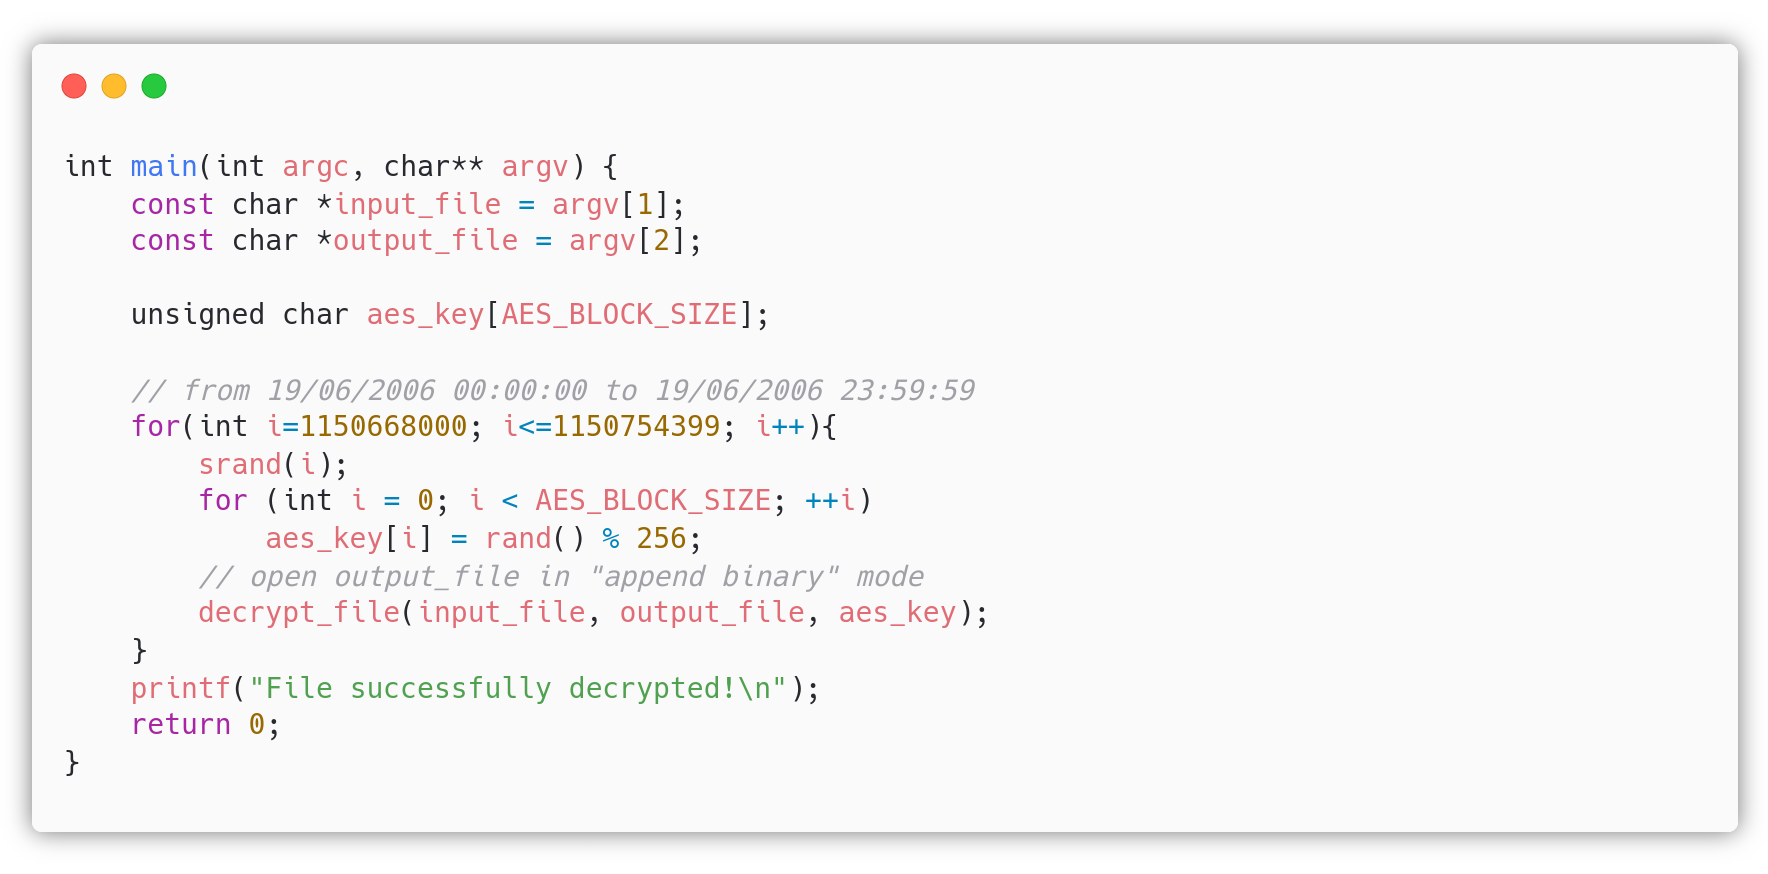 int main(int argc, char** argv) {
    const char *input_file = argv[1];
    const char *output_file = argv[2];

    unsigned char aes_key[AES_BLOCK_SIZE];

    // from 19/06/2006 00:00:00 to 19/06/2006 23:59:59
    for(int i=1150668000; i<=1150754399; i++){
        srand(i);
        for (int i = 0; i < AES_BLOCK_SIZE; ++i)
            aes_key[i] = rand() % 256;
        // open output_file in "append binary" mode
        decrypt_file(input_file, output_file, aes_key);
    }
    printf("File successfully decrypted!\n");
    return 0;
}